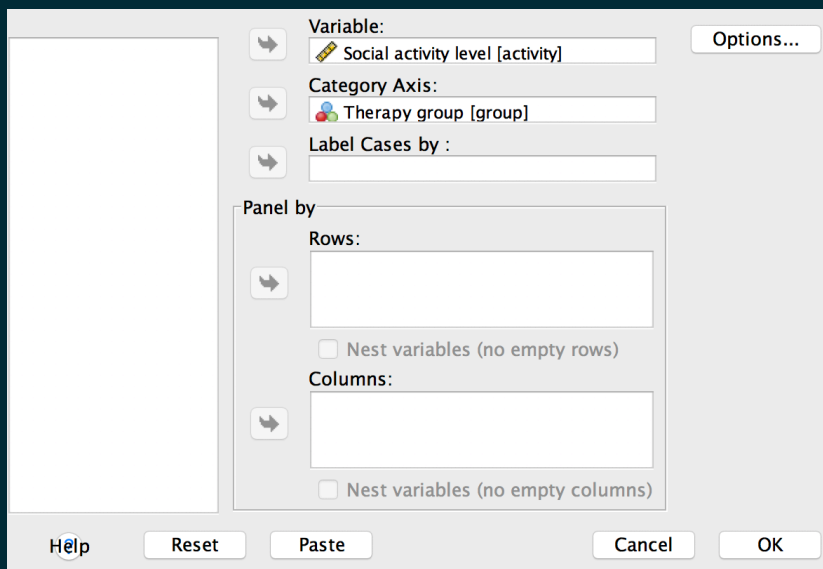 Variable:
Options...
Social activity level [activity]
Category Axis:
Therapy group [group]
Label Cases by :
Panel by
Rows:
Nest variables (no empty rows)
Columns:
Nest variables (no empty columns)
Help
Reset
Paste
Cancel
OK